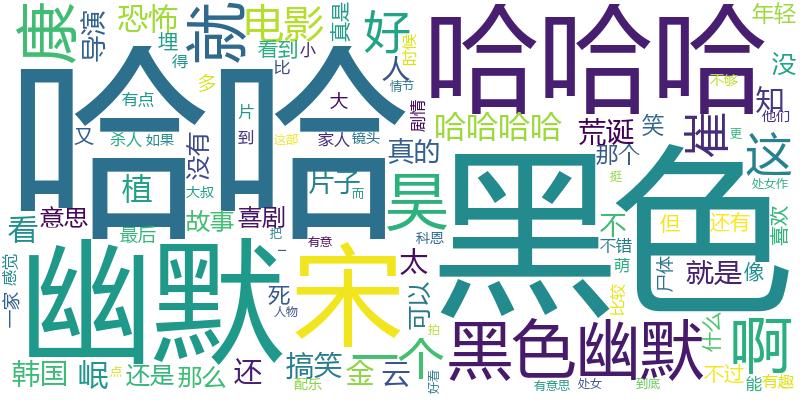 康
导演
恐怖
埋
得
就
电影
看到
小
比
真是
好
人
时候
情节
哈哈哈
年轻
没
不够
知
他们
哈哈
多
有点
片
大
又
杀人
如果
到
这部
家人
镜头
剧情
哈哈哈哈
荒诞
笑
崔
这
更
没有
植
大叔
片子
而
真的
那个
挺
处女作
看
意思
故事
喜剧
昊
黑色
不
但
还有
喜欢
最后
把
一
有意
科恩
不错
萌
感觉
一家
幽默
死
人物
宋
太
可以
拍
比较
尸体
就是
像
韩国
岷
点
还是
那么
还
搞笑
配乐
金
一个
云
好看
黑色幽默
什么
啊
有意思
处女
到底
不过
能
有趣